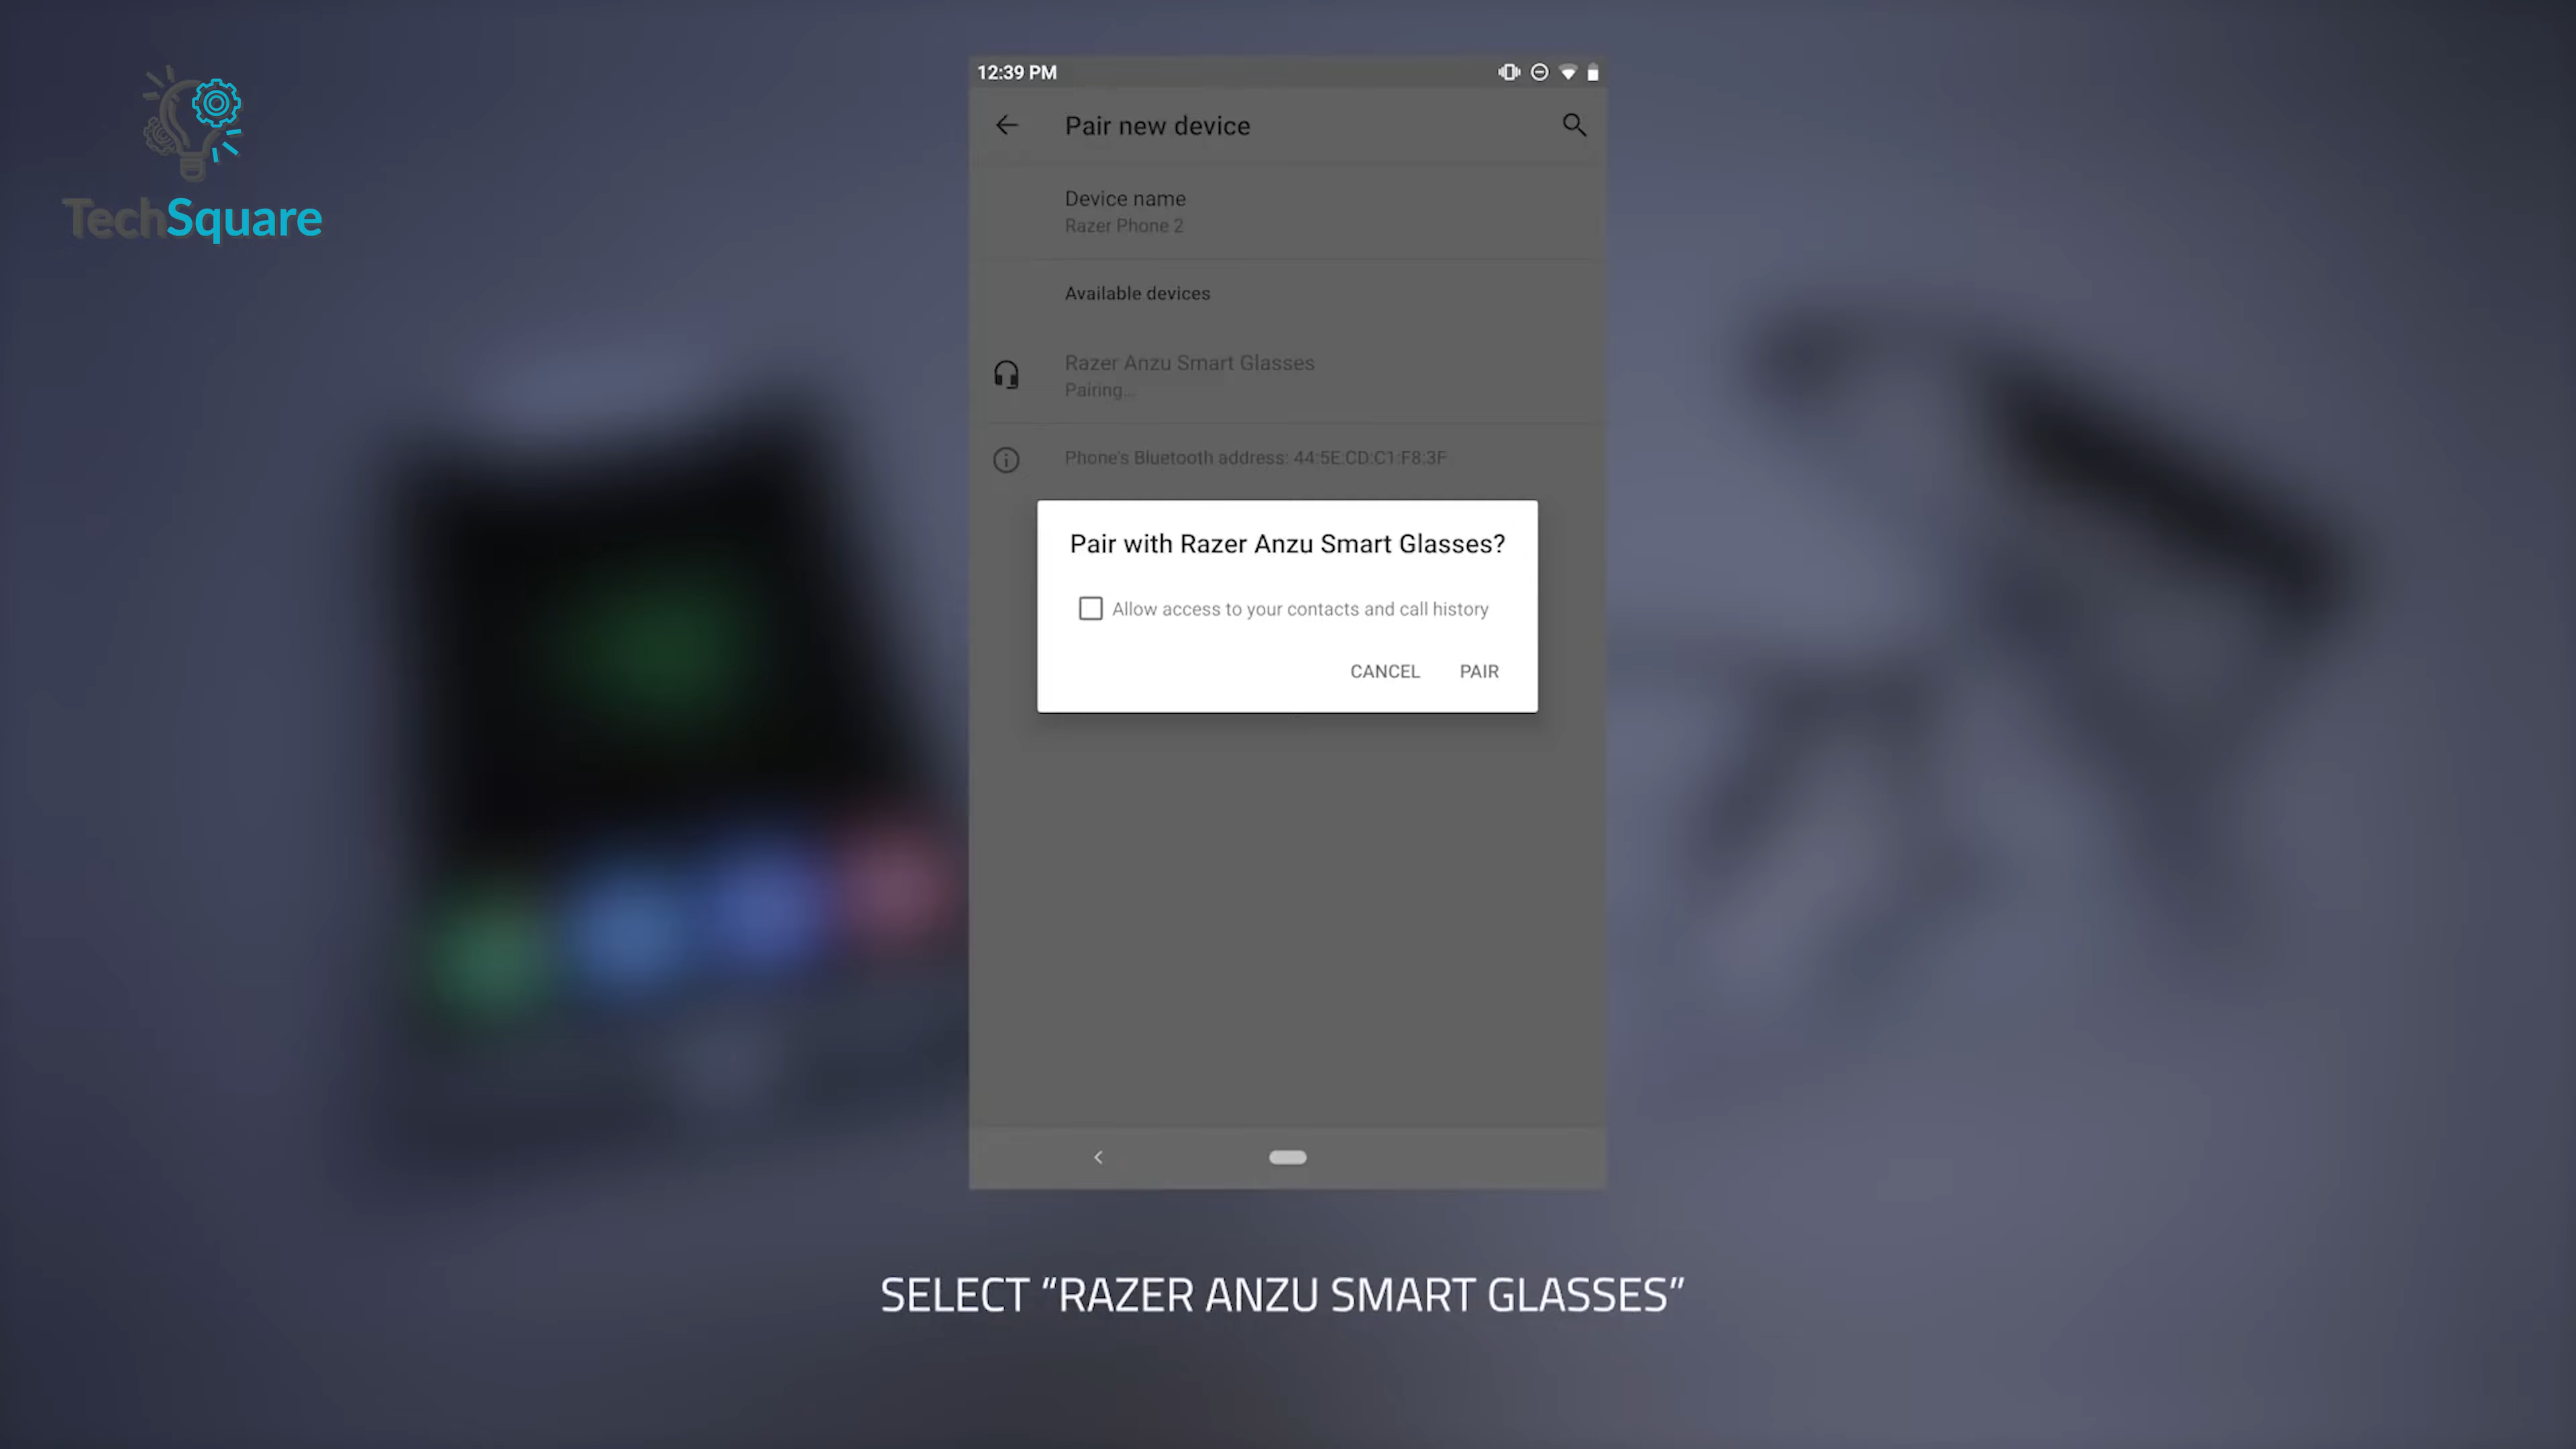 TechSquare
12:39 PM
Pair new device
Device name
Razer Phone 2
Available devices
Razer Anzu Smart Glasses
Pairing...
Phone's Bluetooth address: 44:5E:CD:C1:F8:3F
Pair with Razer Anzu Smart Glasses?
Allow access to your contacts and call history
CANCEL PAIR
SELECT “RAZER ANZU SMART GLASSES”